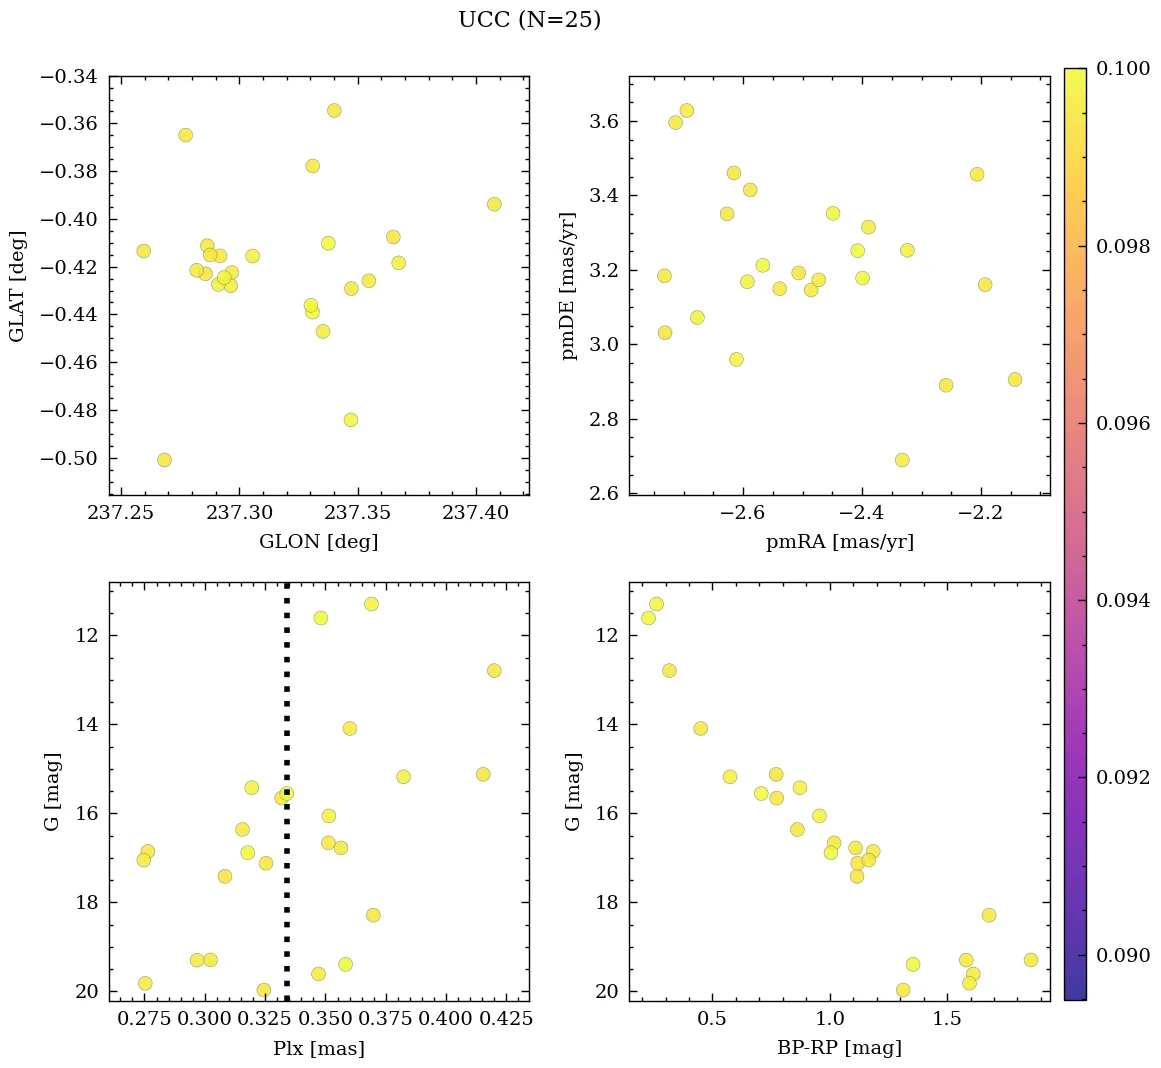 UCC (N=25)
−0.34
−0.36
−0.38
−0.40
−0.42
−0.44
−0.46
−0.48
−0.50
GLAT [deg]
237.25 237.30 237.35 237.40
GLON [deg]
3.6
3.4
3.2
3.0
2.8
2.6
pmDE [mas/yr]
−2.6 −2.4 −2.2
pmRA [mas/yr]
12
14
16
18
20
G [mag]
0.275 0.300 0.325 0.350 0.375 0.400 0.425
Plx [mas]
12
14
16
18
20
G [mag]
0.5 1.0 1.5
BP-RP [mag]
0.100
0.098
0.096
0.094
0.092
0.090